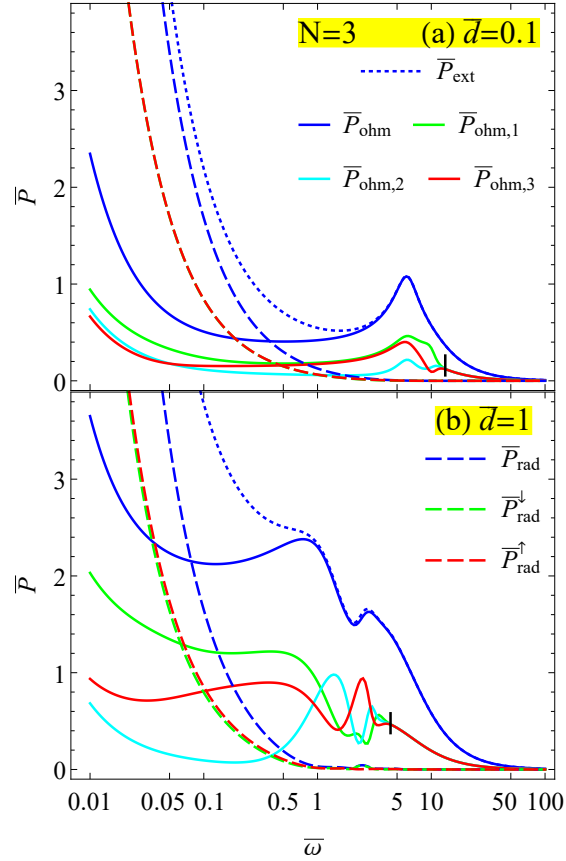 N=3 (a) d̅=0.1
P̅ext
P̅ohm P̅ohm,1
P̅ohm,2 P̅ohm,3
P̅
3
2
1
0
(b) d̅=1
P̅rad
P̅↓rad
P̅↑rad
P̅
3
2
1
0
0.01 0.05 0.1 0.5 1 5 10 50 100
ω̅